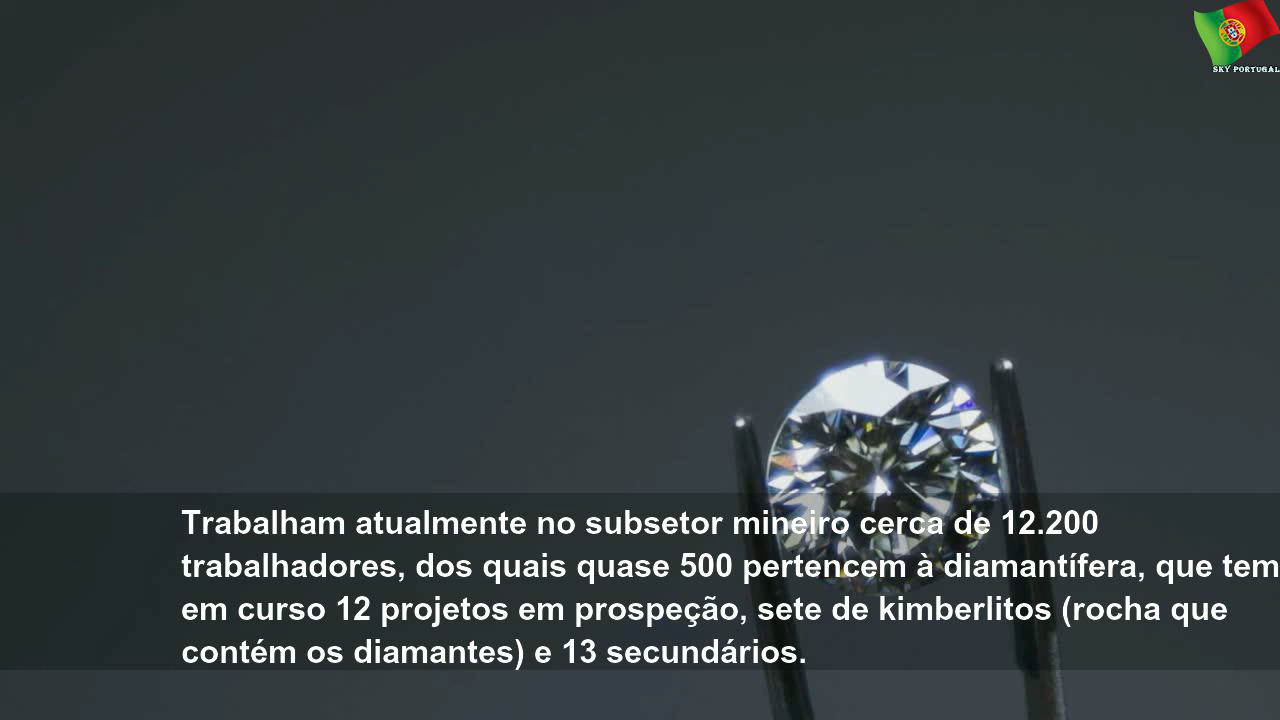 SKY PORTUGAL
Trabalham atualmente no subsetor mineiro cerca de 12.200
trabalhadores, dos quais quase 500 pertencem à diamantífera, que tem
em curso 12 projetos em prospeção, sete de kimberlitos (rocha que
contém os diamantes) e 13 secundários.